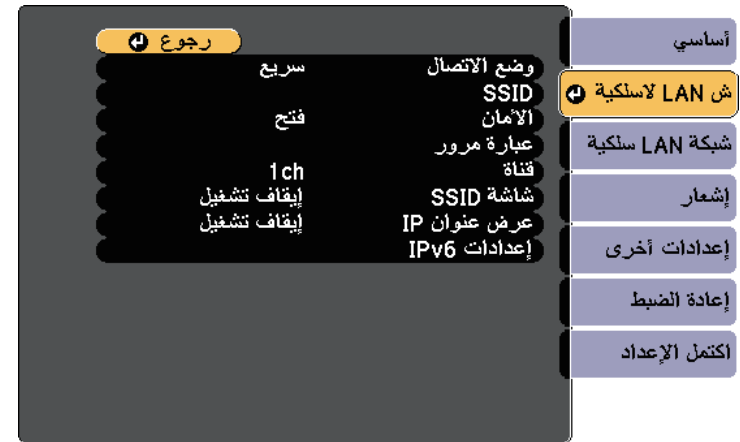 أساسي
ش LAN لاسلكية
شبكة LAN سلكية
إشعار
إعدادات أخرى
إعادة الضبط
اكتمل الإعداد
رجوع
وضع الاتصال سريع
SSID
الأمان فتح
عبارة مرور
قناة 1ch
شاشة SSID إيقاف تشغيل
عرض عنوان IP إيقاف تشغيل
إعدادات IPv6